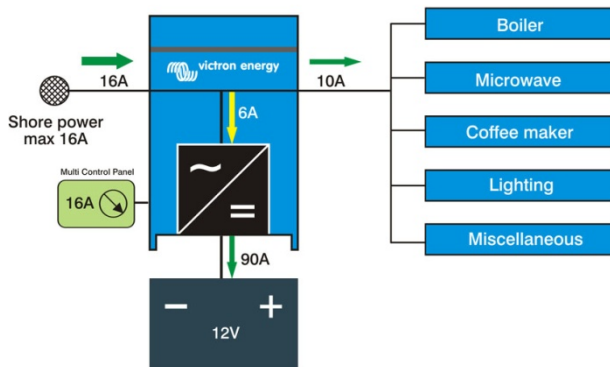 Boiler
victron energy
16A
10A
Microwave
Shore power
max 16A
6A
Coffee maker
Multi Control Panel
16A
Lighting
Miscellaneous
90A
12V